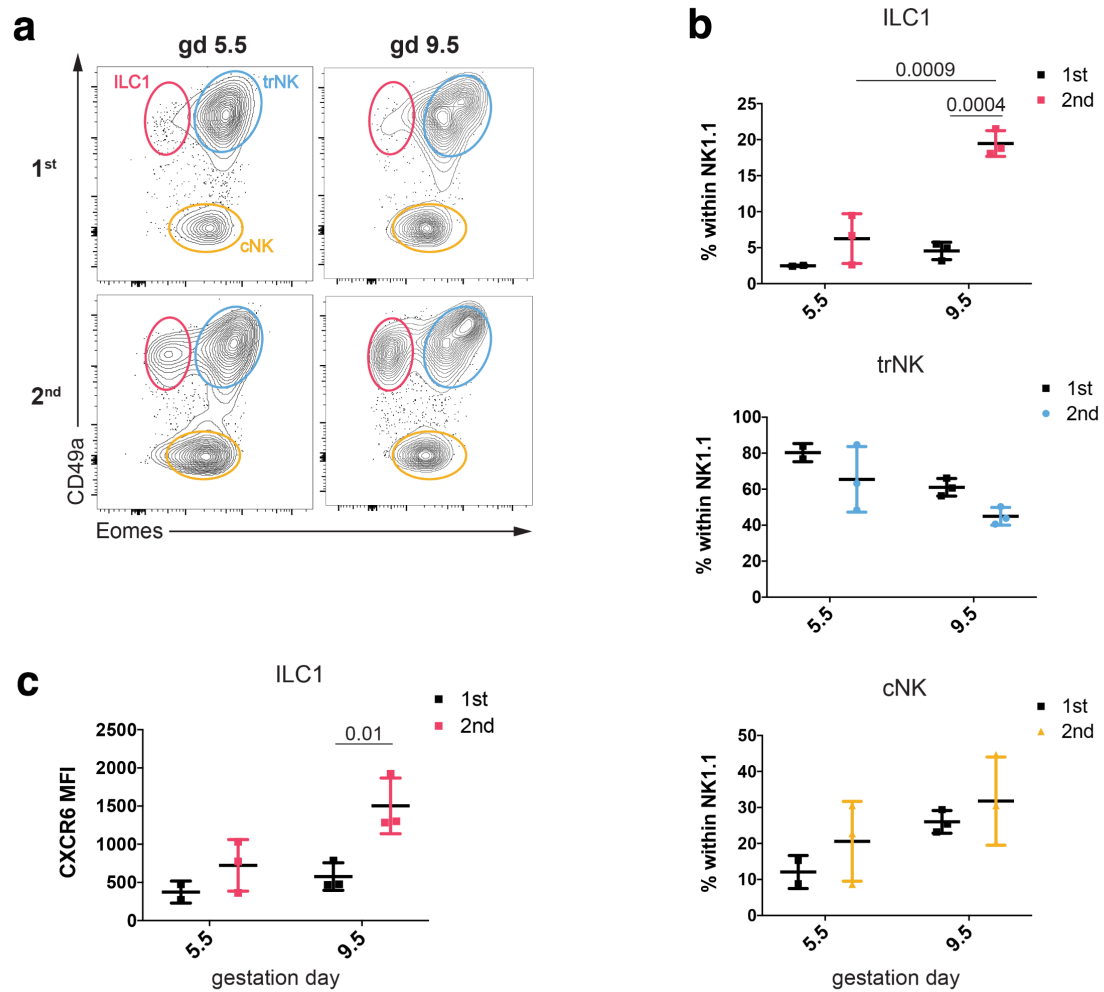 a
gd 5.5
gd 9.5
ILC1
trNK
cNK
1st
2nd
CD49a
Eomes
b
ILC1
0.0009
0.0004
1st
2nd
% within NK1.1
25
20
15
10
5
0
5.5
9.5
trNK
1st
2nd
% within NK1.1
100
80
60
40
20
0
5.5
9.5
c
ILC1
1st
2nd
0.01
CXCR6 MFI
2500
2000
1500
1000
500
0
5.5
9.5
gestation day
cNK
1st
2nd
% within NK1.1
50
40
30
20
10
0
5.5
9.5
gestation day